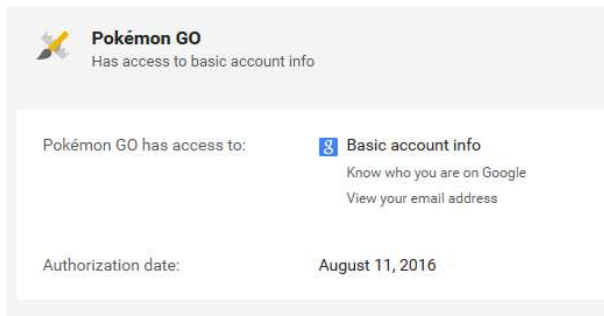 Pokémon GO
Has access to basic account info
Pokémon GO has access to:
g Basic account info
Know who you are on Google
View your email address
Authorization date: August 11, 2016